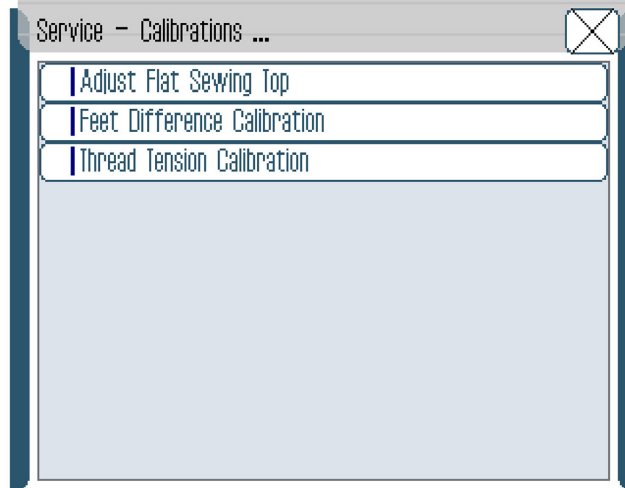 Service - Calibrations ...
Adjust Flat Sewing Top
Feet Difference Calibration
Thread Tension Calibration